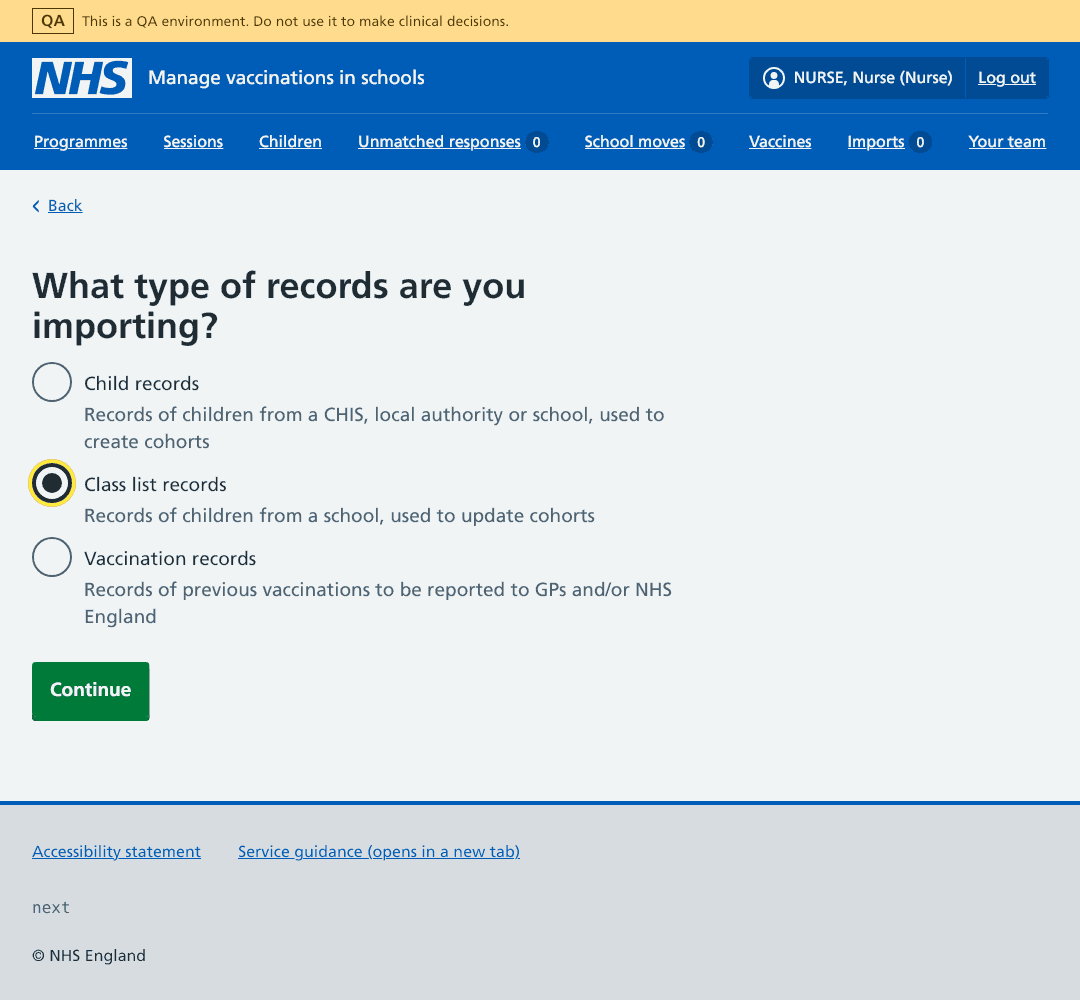 QA This is a QA environment. Do not use it to make clinical decisions.
NHS Manage vaccinations in schools NURSE, Nurse (Nurse) Log out
Programmes Sessions Children Unmatched responses 0 School moves 0 Vaccines Imports 0 Your team
Back
What type of records are you
importing?
Child records
Records of children from a CHIS, local authority or school, used to
create cohorts
Class list records
Records of children from a school, used to update cohorts
Vaccination records
Records of previous vaccinations to be reported to GPs and/or NHS
England
Continue
Accessibility statement Service guidance (opens in a new tab)
next
© NHS England